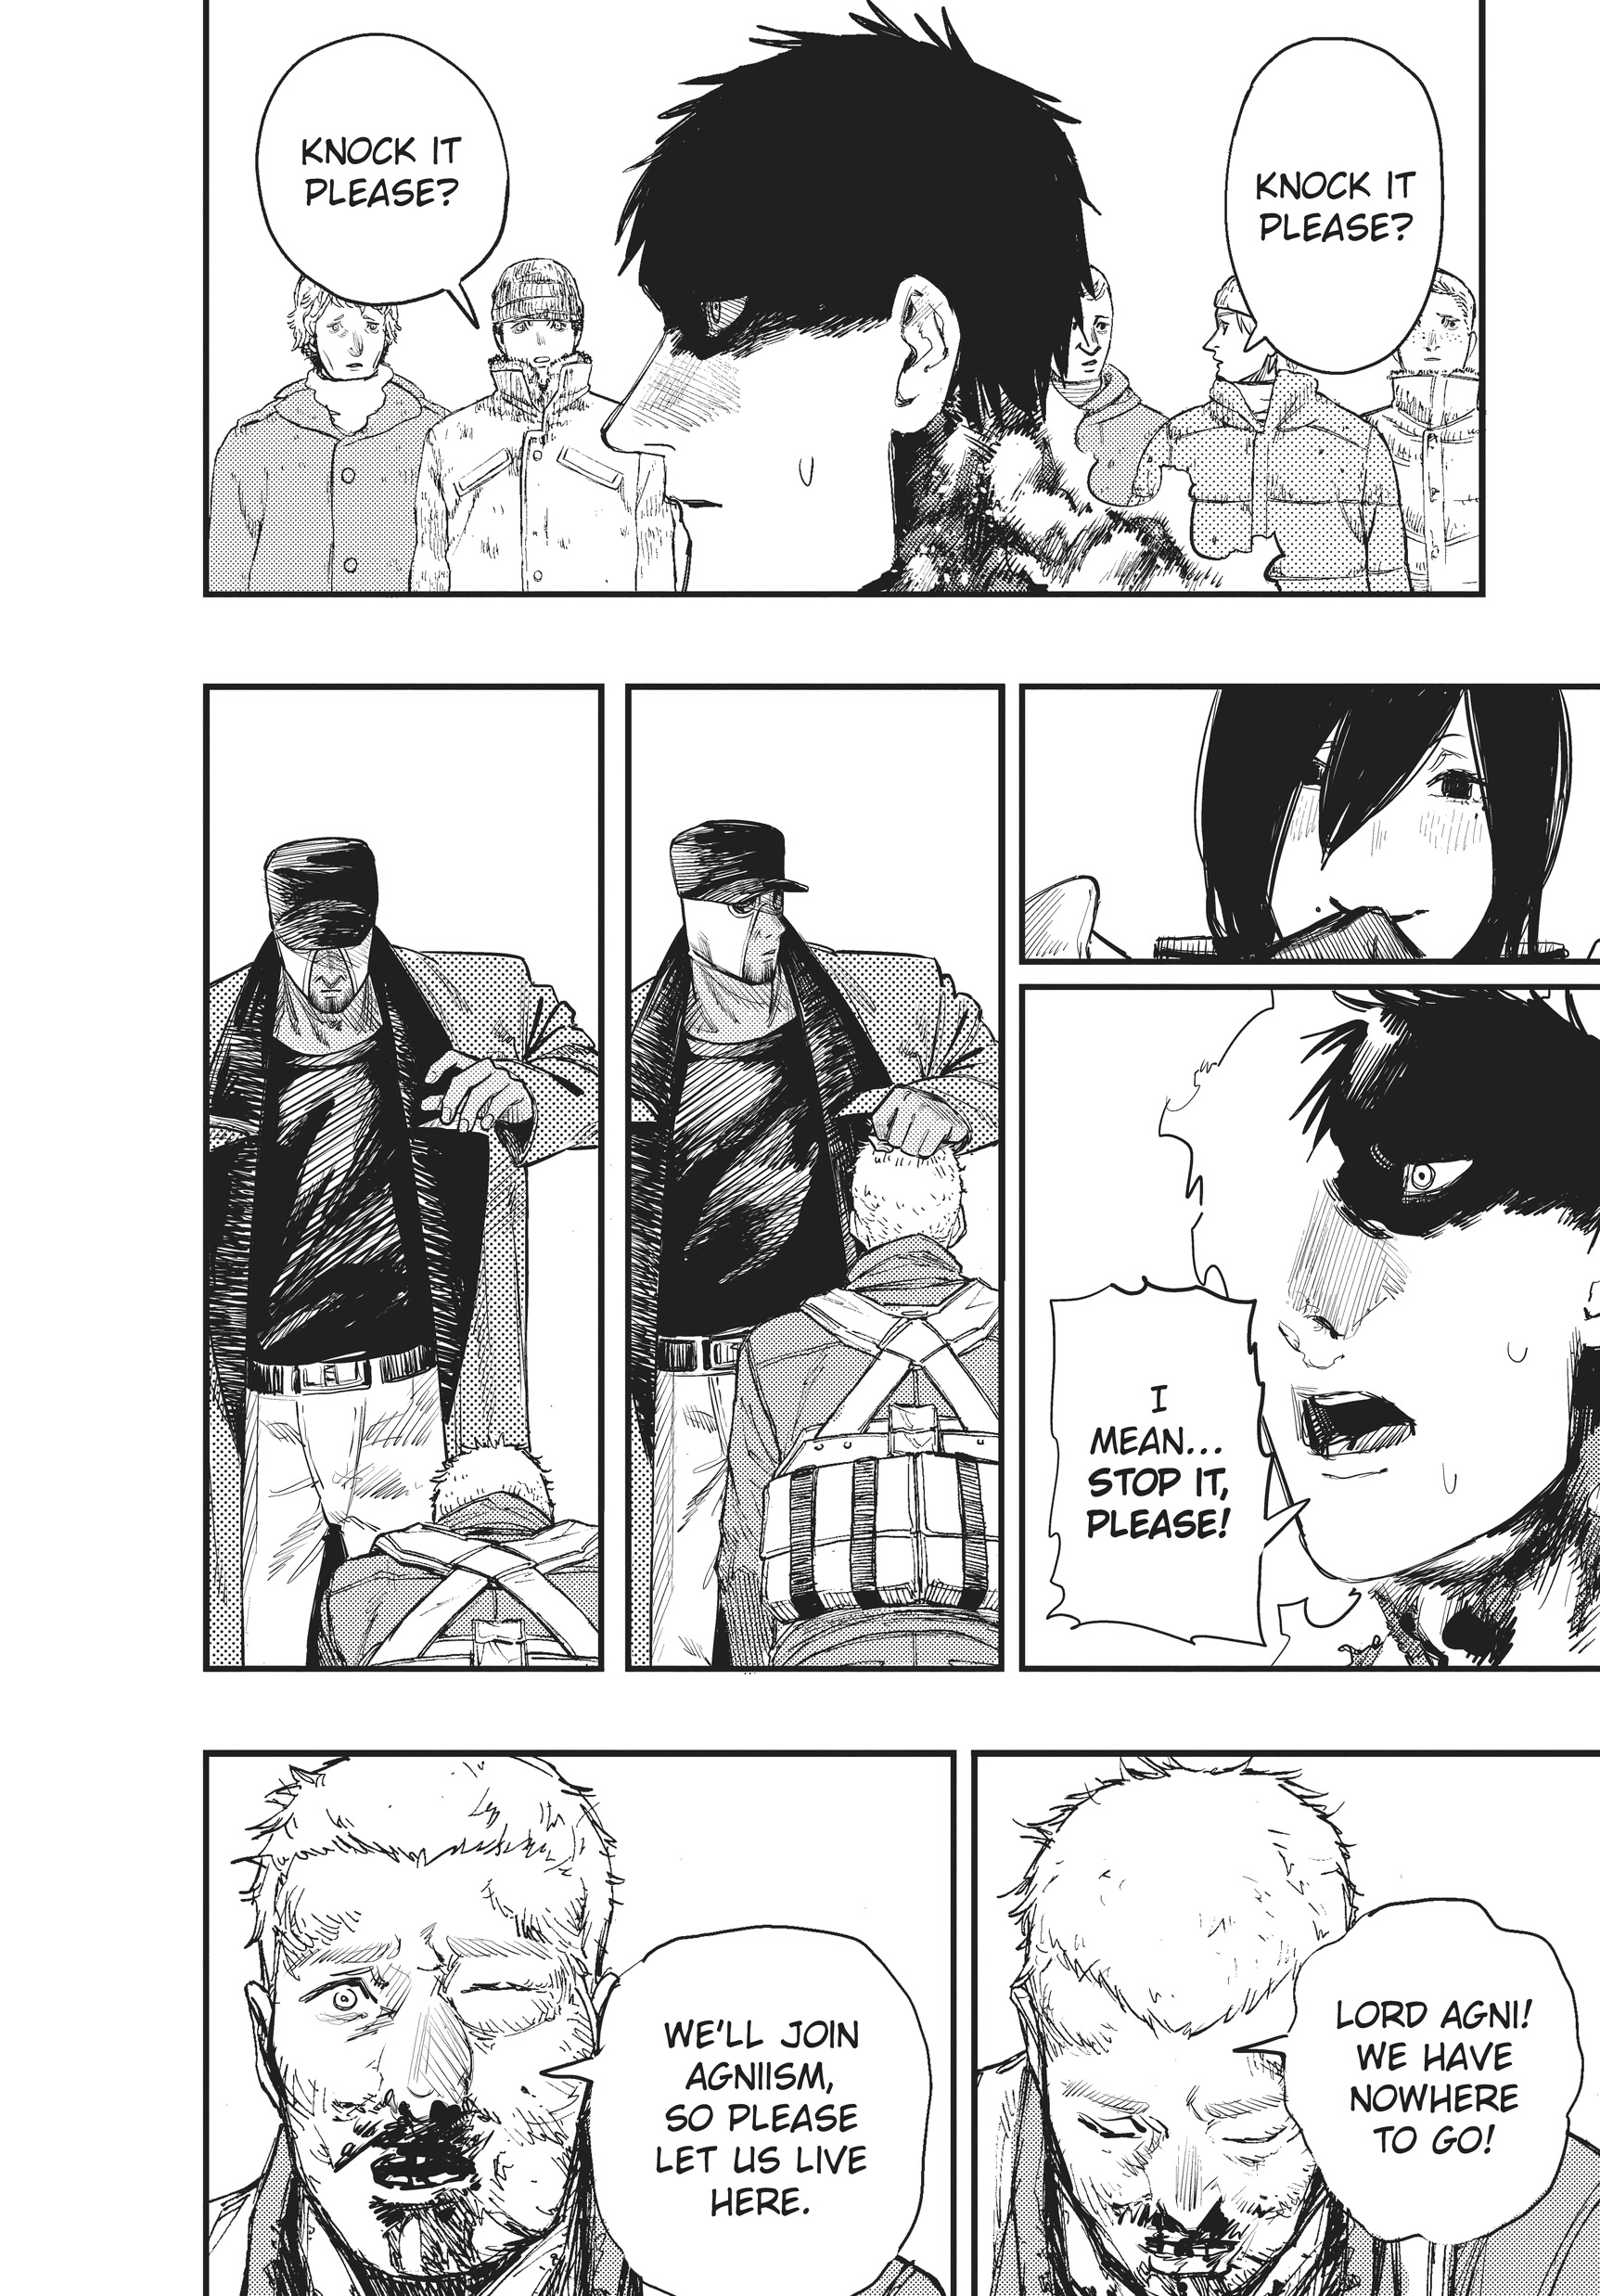 KNOCK IT
PLEASE?
KNOCK IT
PLEASE?
I
MEAN...
STOP IT,
PLEASE!
LORD AGNI!
WE HAVE
NOWHERE
TO GO!
WE'LL JOIN
AGNIISM,
SO PLEASE
LET US LIVE
HERE.